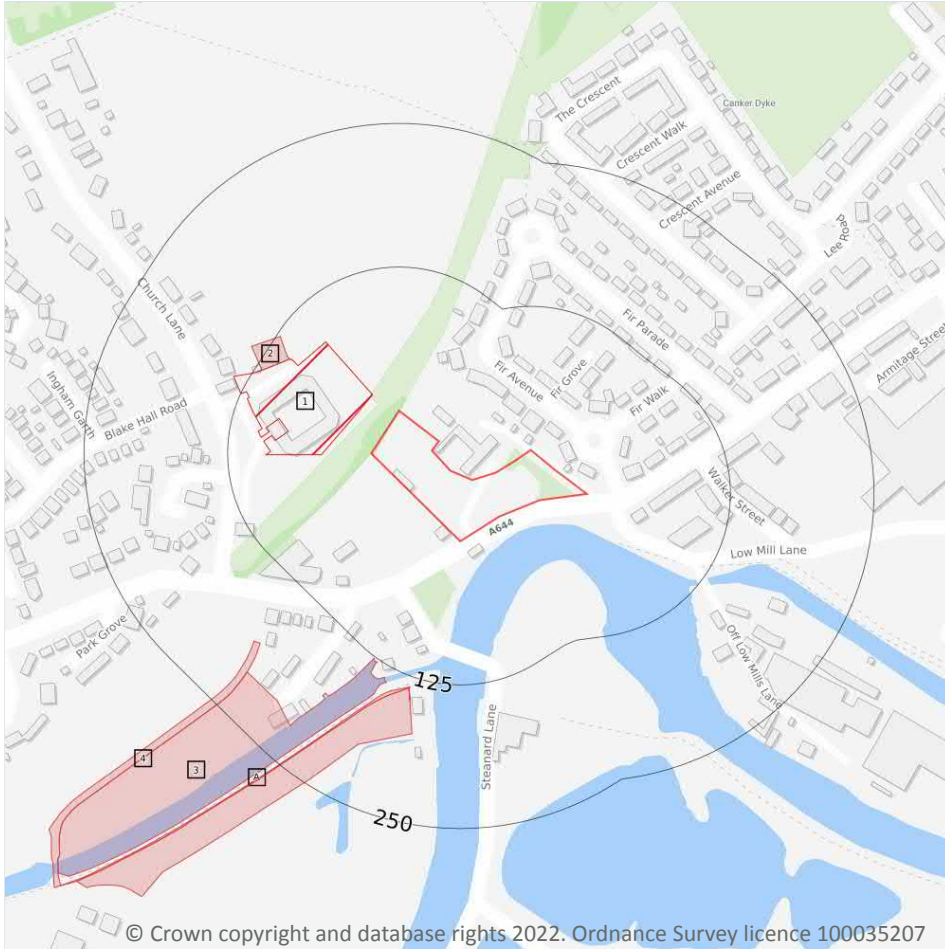 The Crescent
Canker Dyke
Crescent Walk
Crescent Avenue
Lee Road
Church Lane
Fir Parade
Armitage Street
2
Ingham Garth
Blake Hall Road
1
Fir Avenue
Fir Grove
Fir Walk
Walker Street
A644
Low Mill Lane
Park Grove
Off Low Mills Lane
125
Steanard Lane
4
3
A
250
© Crown copyright and database rights 2022. Ordnance Survey licence 100035207